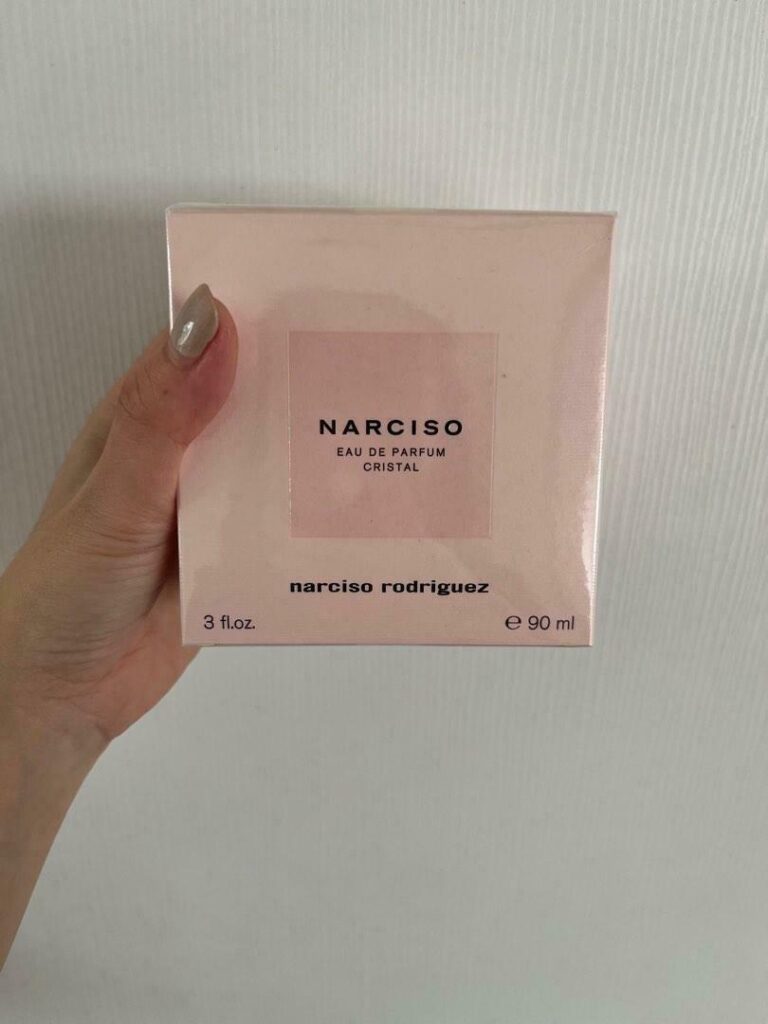 NARCISO
EAU DE PARFUM
CRISTAL
narciso rodriguez
3 fl.oz. ℮ 90 ml